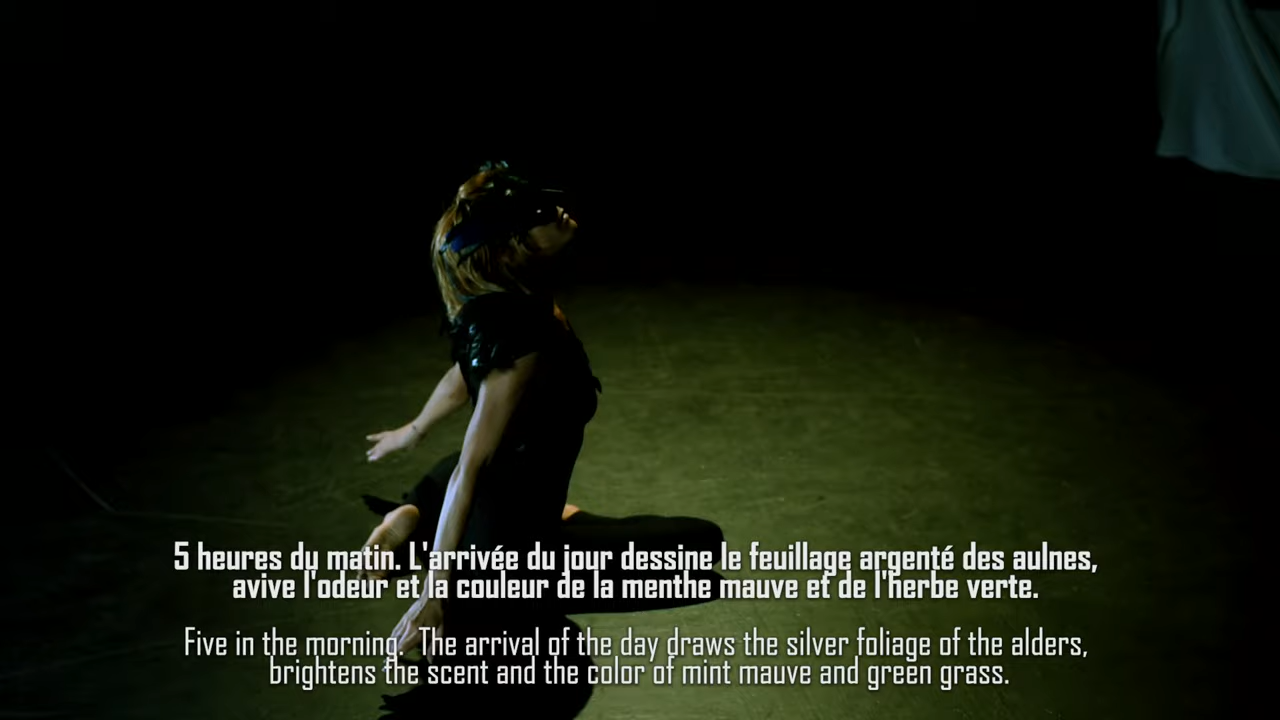 5 heures du matin. L'arrivée du jour dessine le feuillage argenté des aulnes,
avive l'odeur et la couleur de la menthe mauve et de l'herbe verte.
Five in the morning. The arrival of the day draws the silver foliage of the alders,
brightens the scent and the color of mint mauve and green grass.